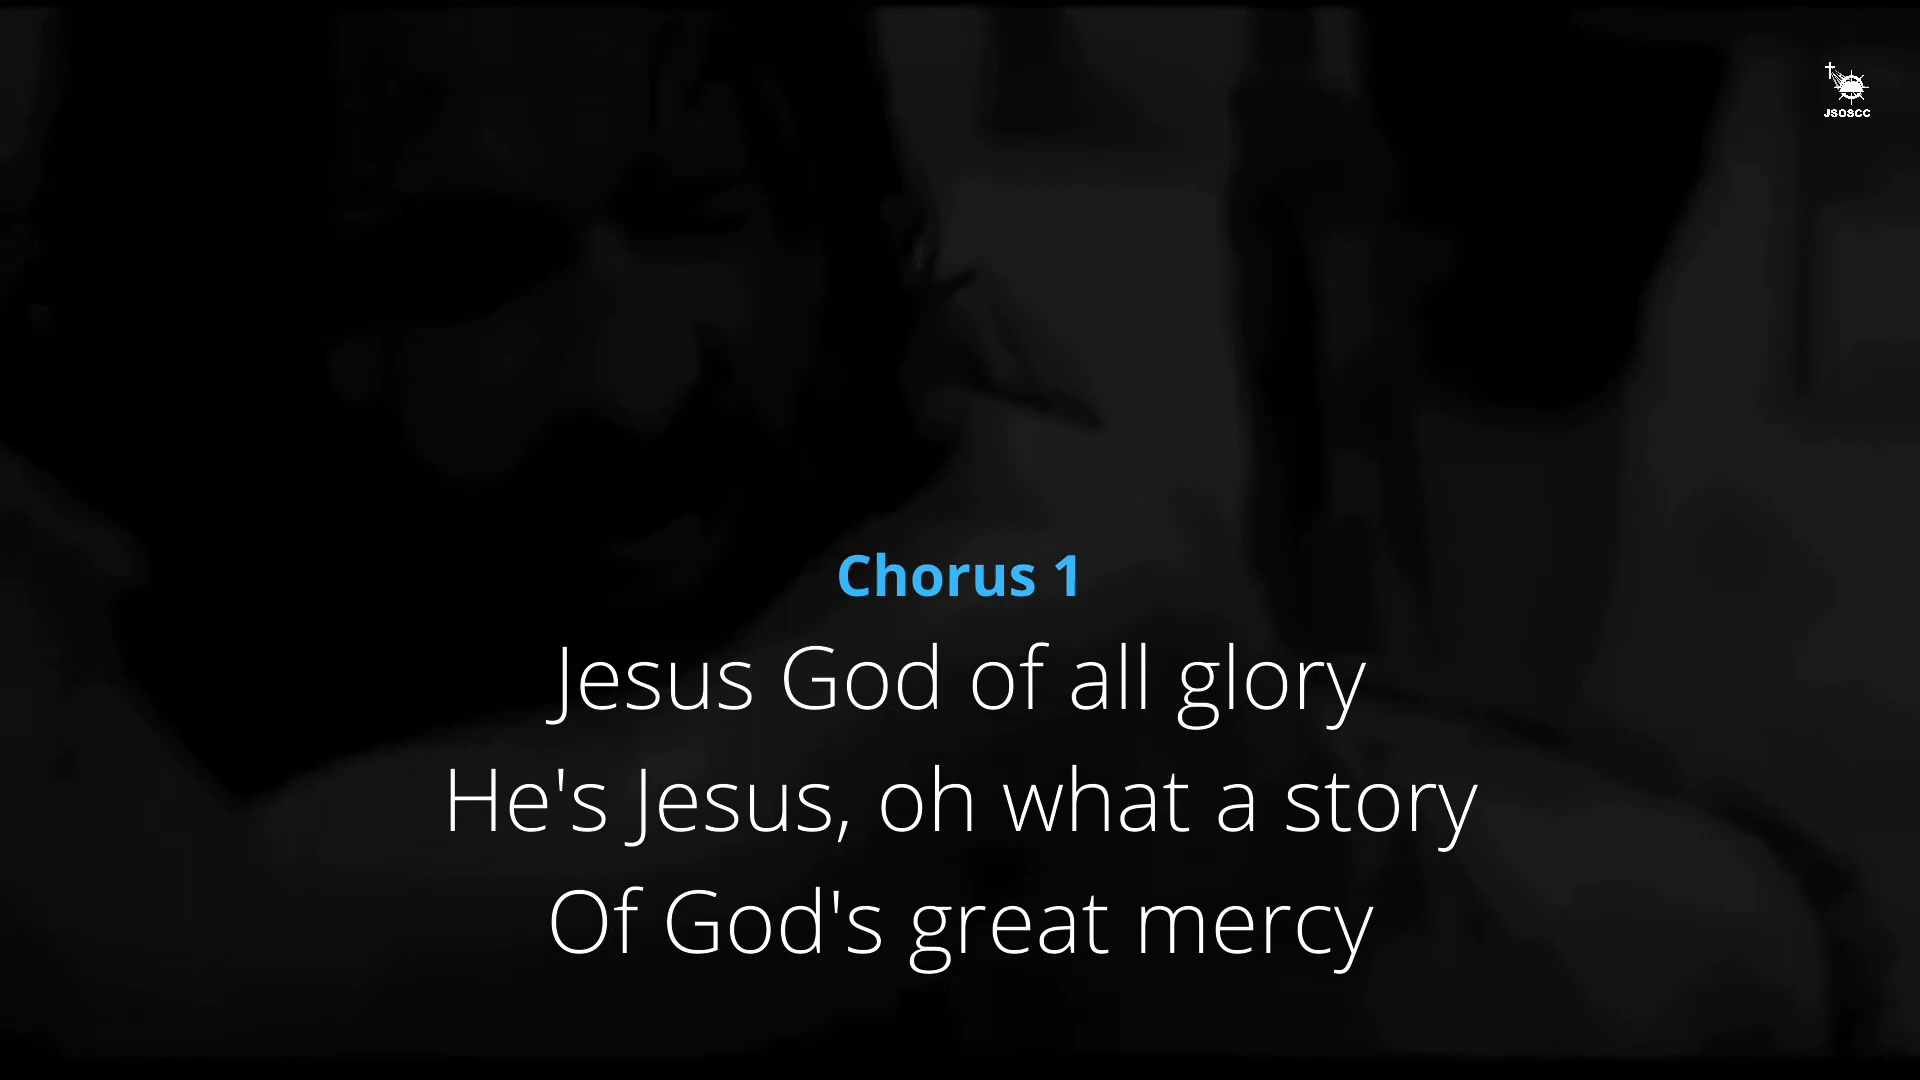 JSOSCC
Chorus 1
Jesus God of all glory
He's Jesus, oh what a story
Of God's great mercy